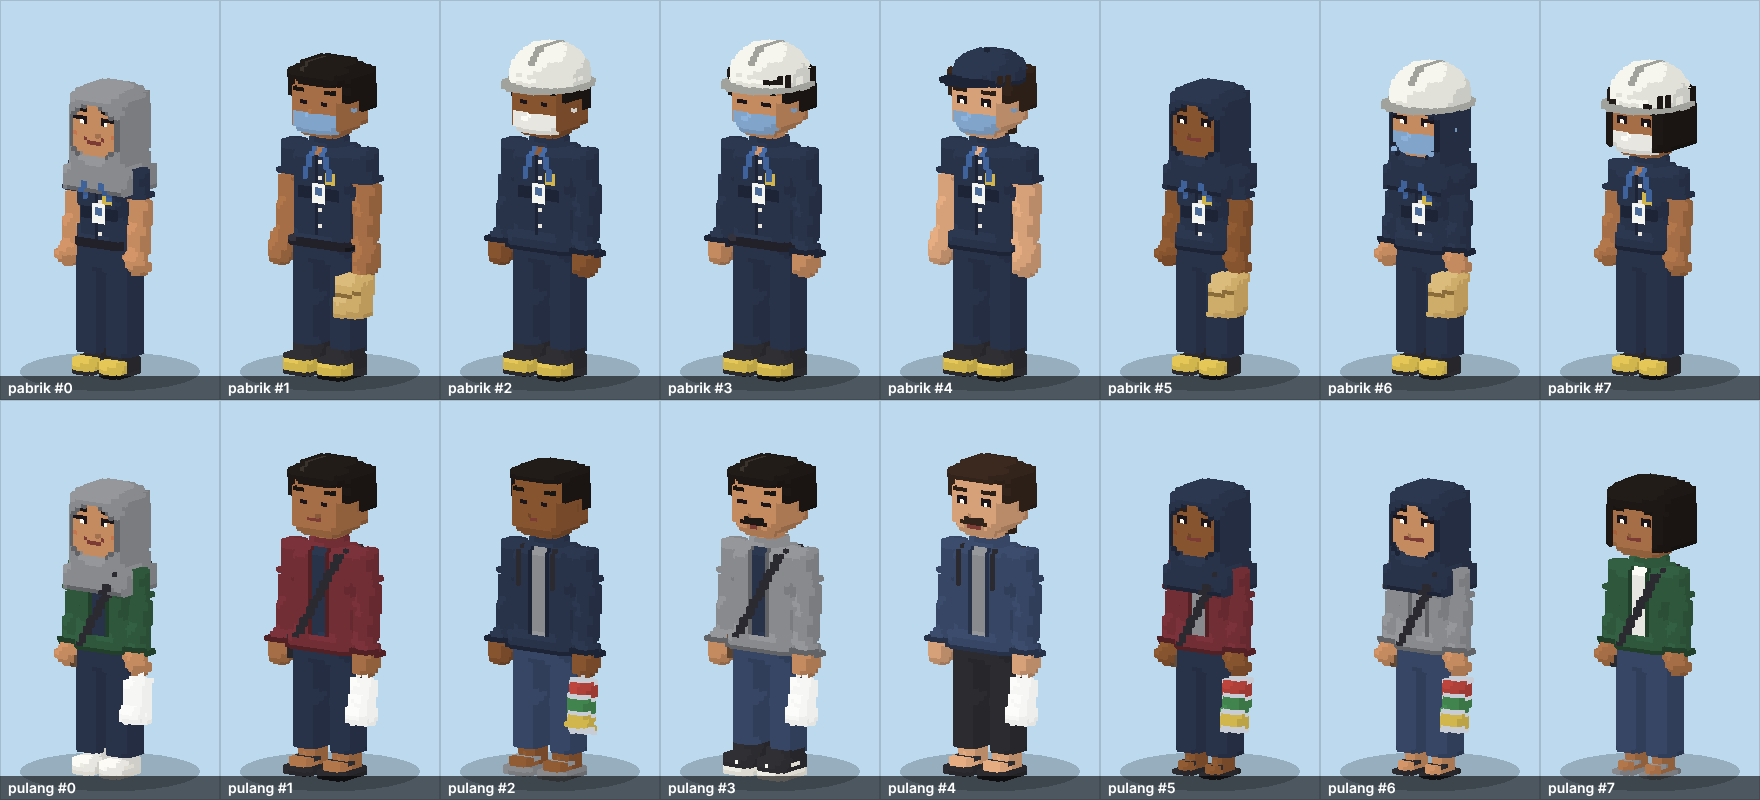 pabrik #0
pabrik #1
pabrik #2
pabrik #3
pabrik #4
pabrik #5
pabrik #6
pabrik #7
pulang #0
pulang #1
pulang #2
pulang #3
pulang #4
pulang #5
pulang #6
pulang #7